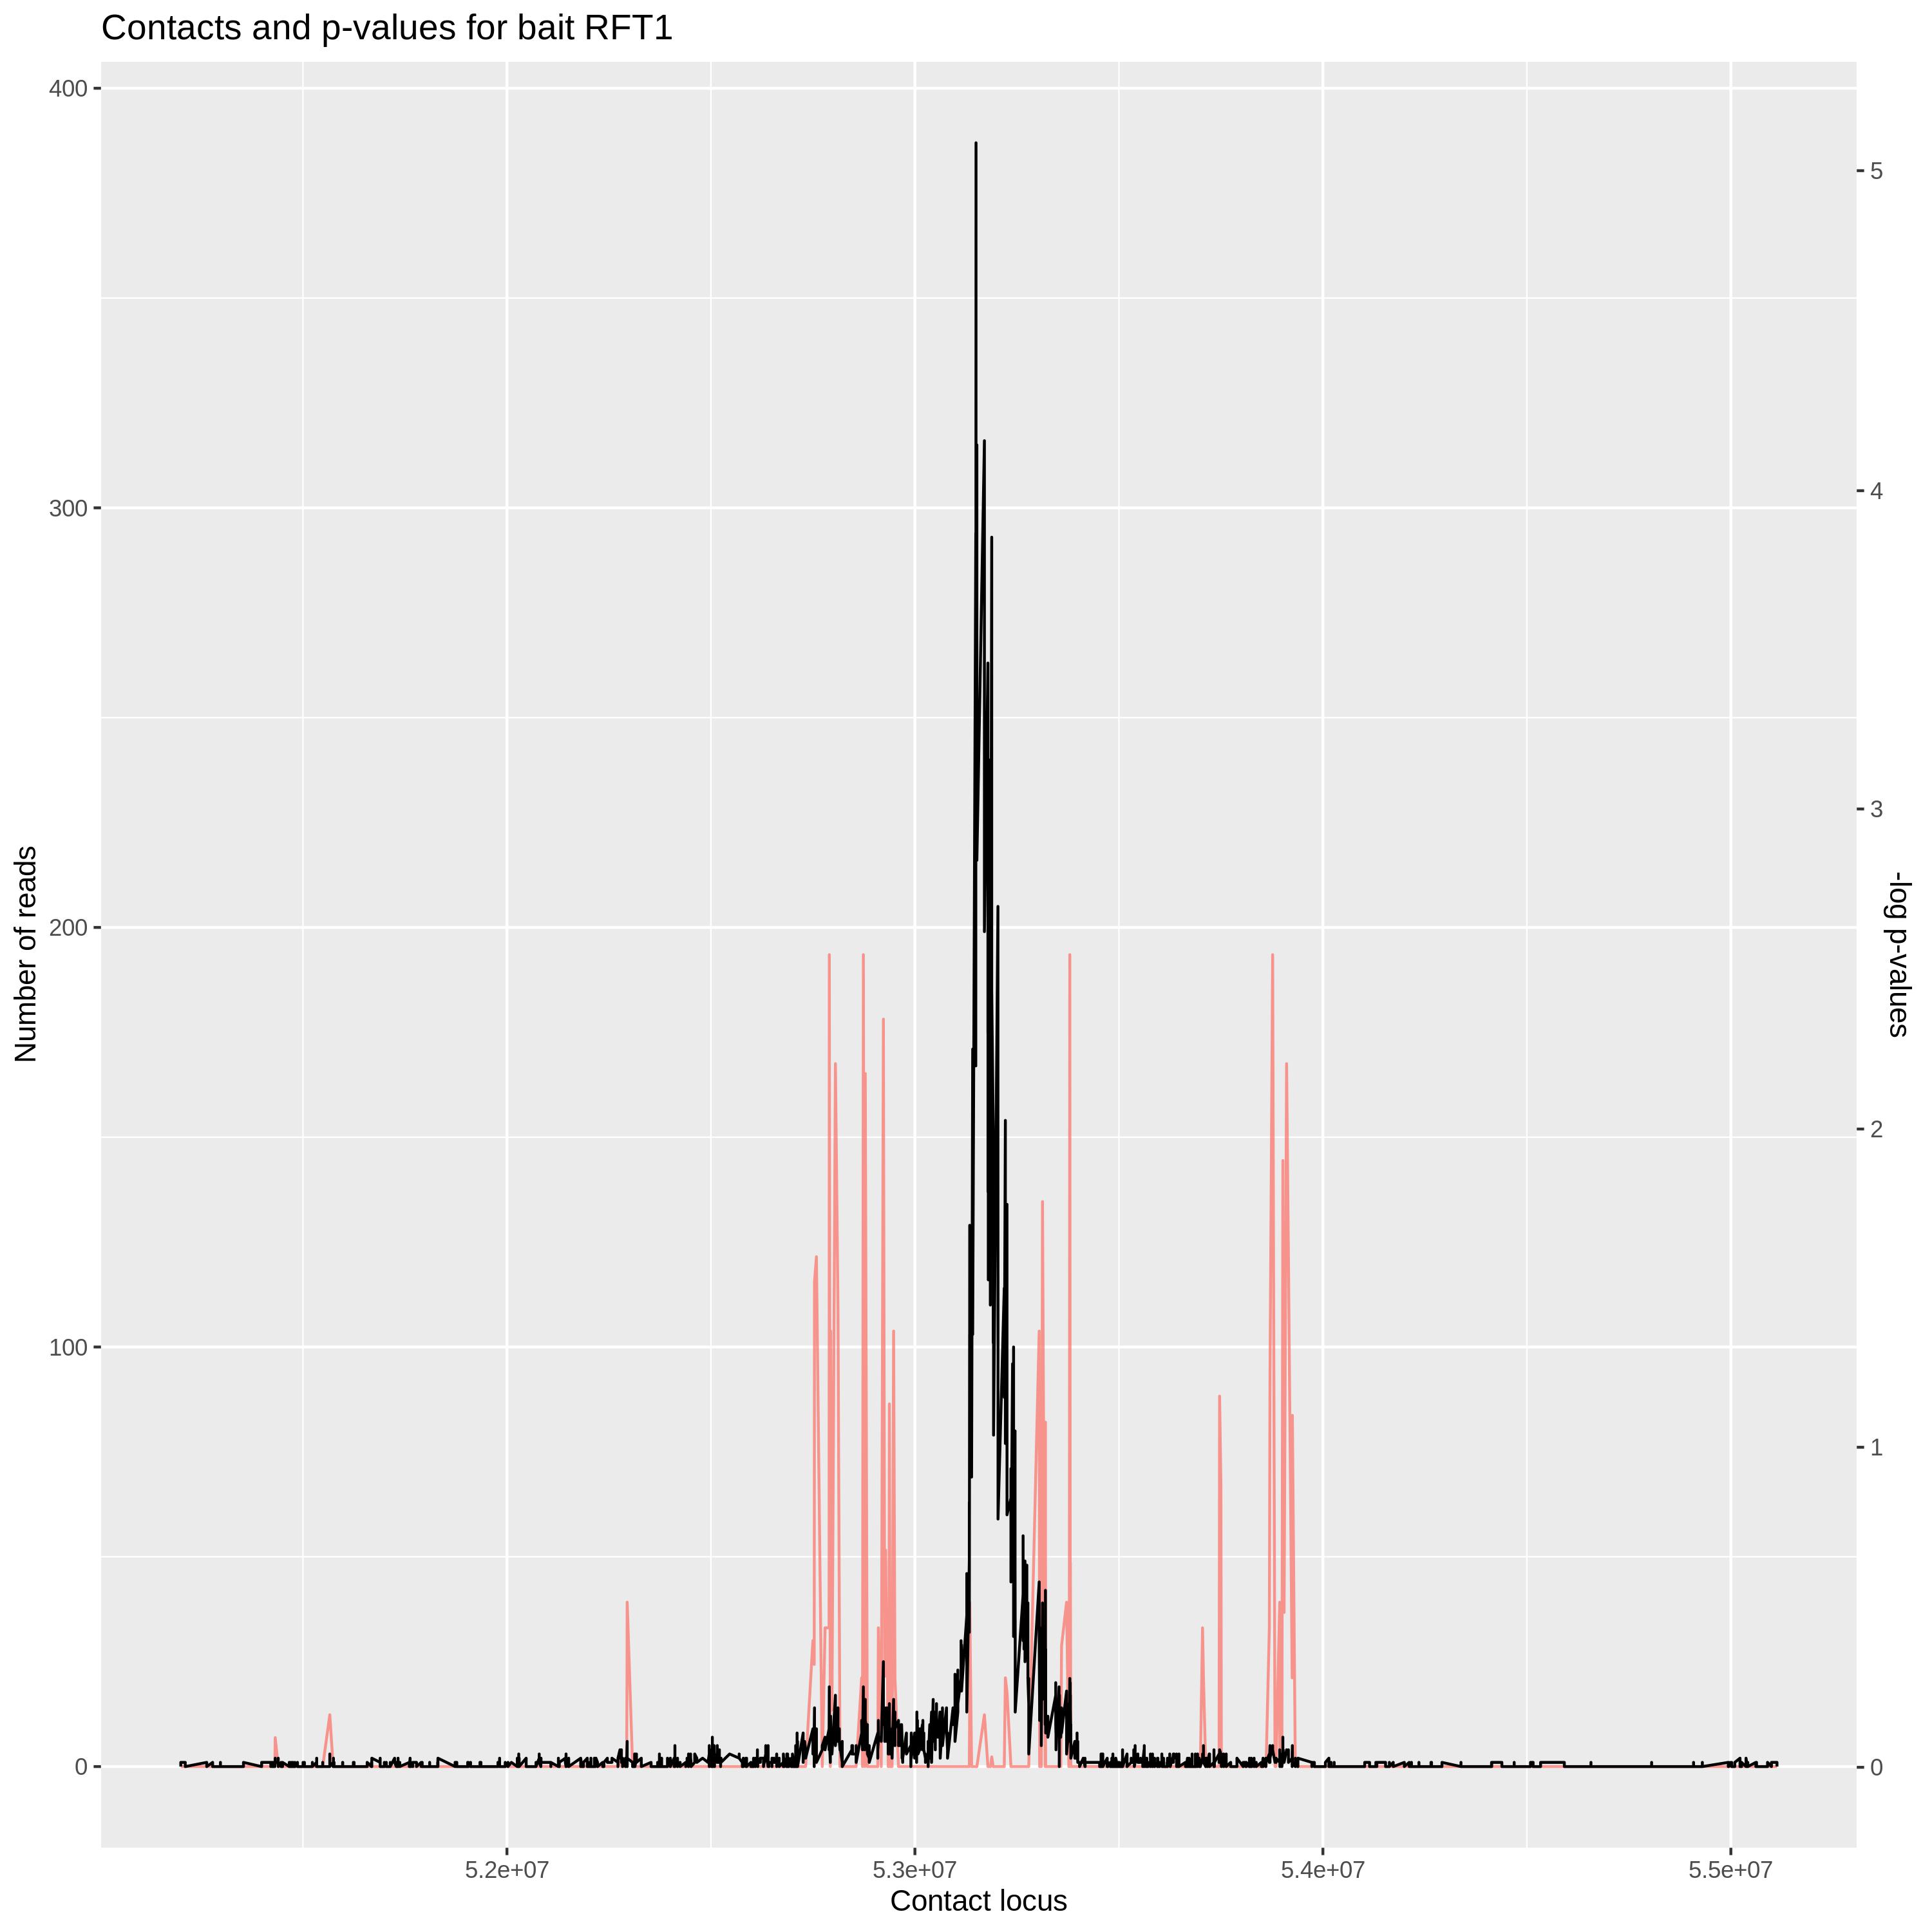 Contacts and p-values for bait RFT1
400
300
200
100
0
5
4
3
2
1
0
Number of reads
-log p-values
5.2e+07
5.3e+07
5.4e+07
5.5e+07
Contact locus